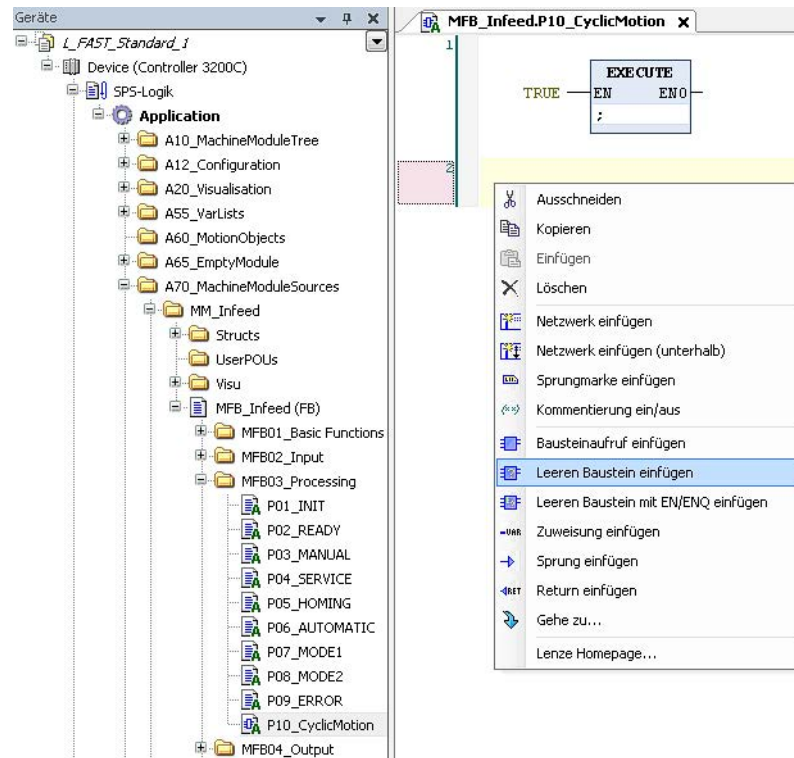 Geräte
L_FAST_Standard_1
Device (Controller 3200C)
SPS-Logik
Application
A10_MachineModuleTree
A12_Configuration
A20_Visualisation
A55_VarLists
A60_MotionObjects
A65_EmptyModule
A70_MachineModuleSources
MM_Infeed
Structs
UserPOUs
Visu
MFB_Infeed (FB)
MFB01_Basic Functions
MFB02_Input
MFB03_Processing
P01_INIT
P02_READY
P03_MANUAL
P04_SERVICE
P05_HOMING
P06_AUTOMATIC
P07_MODE1
P08_MODE2
P09_ERROR
P10_CyclicMotion
MFB04_Output
MFB_Infeed.P10_CyclicMotion
1
EXECUTE
TRUE EN ENO
;
2
Ausschneiden
Kopieren
Einfügen
Löschen
Netzwerk einfügen
Netzwerk einfügen (unterhalb)
Sprungmarke einfügen
Kommentierung ein/aus
Bausteinaufruf einfügen
Leeren Baustein einfügen
Leeren Baustein mit EN/ENQ einfügen
Zuweisung einfügen
Sprung einfügen
Return einfügen
Gehe zu...
Lenze Homepage...